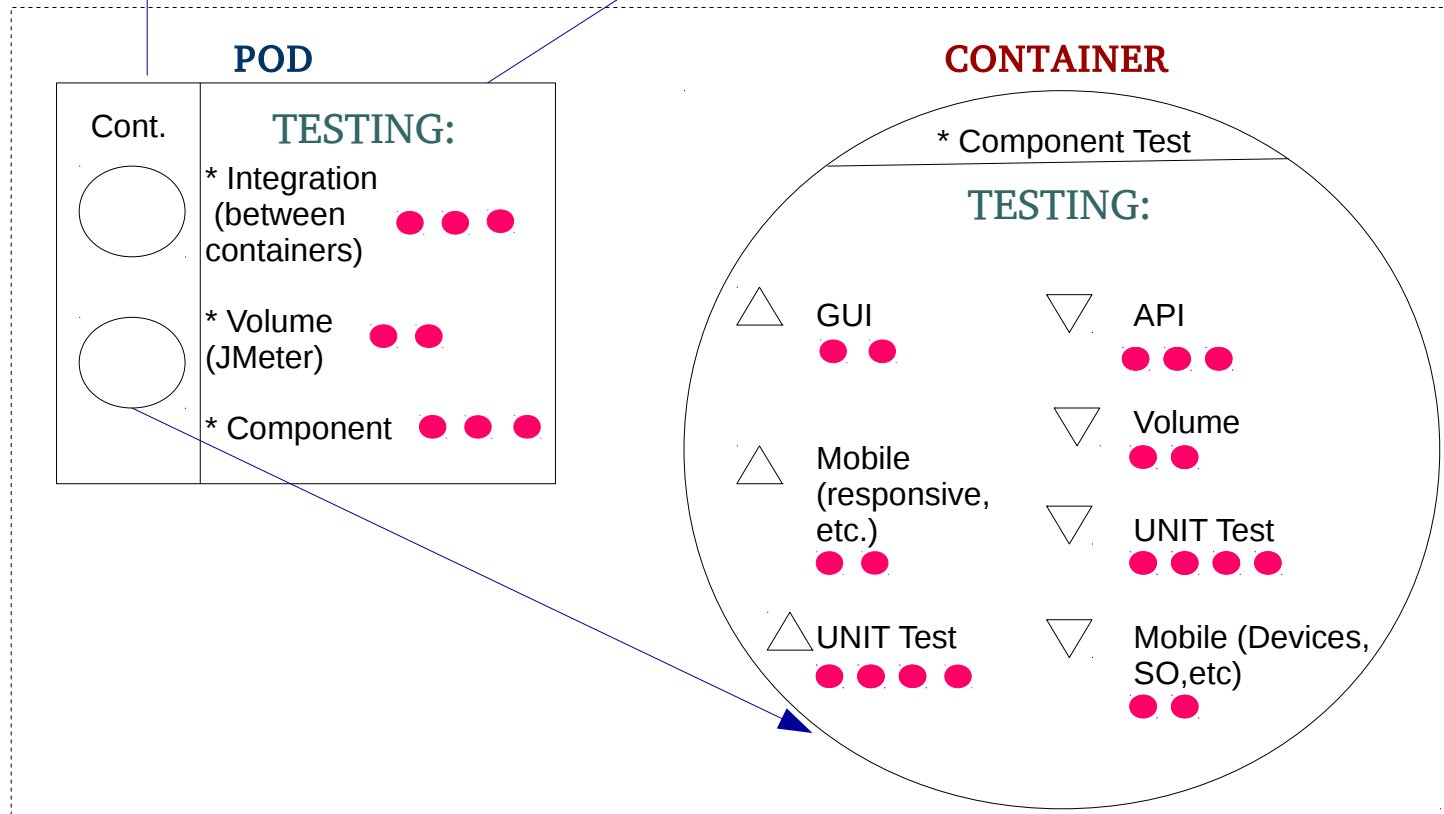 POD
Cont.
TESTING:
* Integration
(between
containers)
* Volume
(JMeter)
* Component
CONTAINER
* Component Test
TESTING:
GUI
Mobile
(responsive,
etc.)
UNIT Test
API
Volume
UNIT Test
Mobile (Devices,
SO,etc)